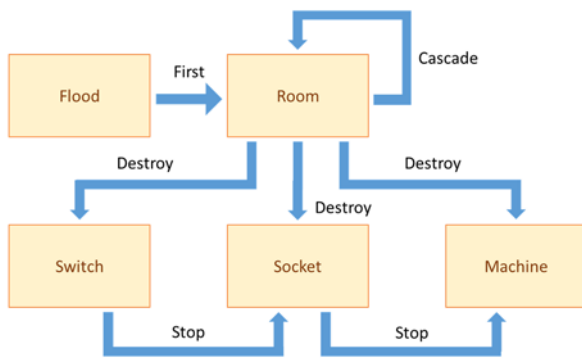 First
Cascade
Flood
Room
Destroy
Destroy
Destroy
Switch
Socket
Machine
Stop
Stop